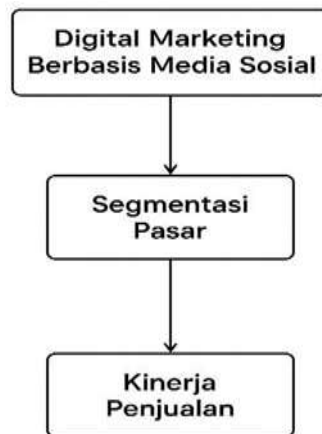 Digital Marketing
Berbasis Media Sosial
Segmentasi
Pasar
Kinerja
Penjualan